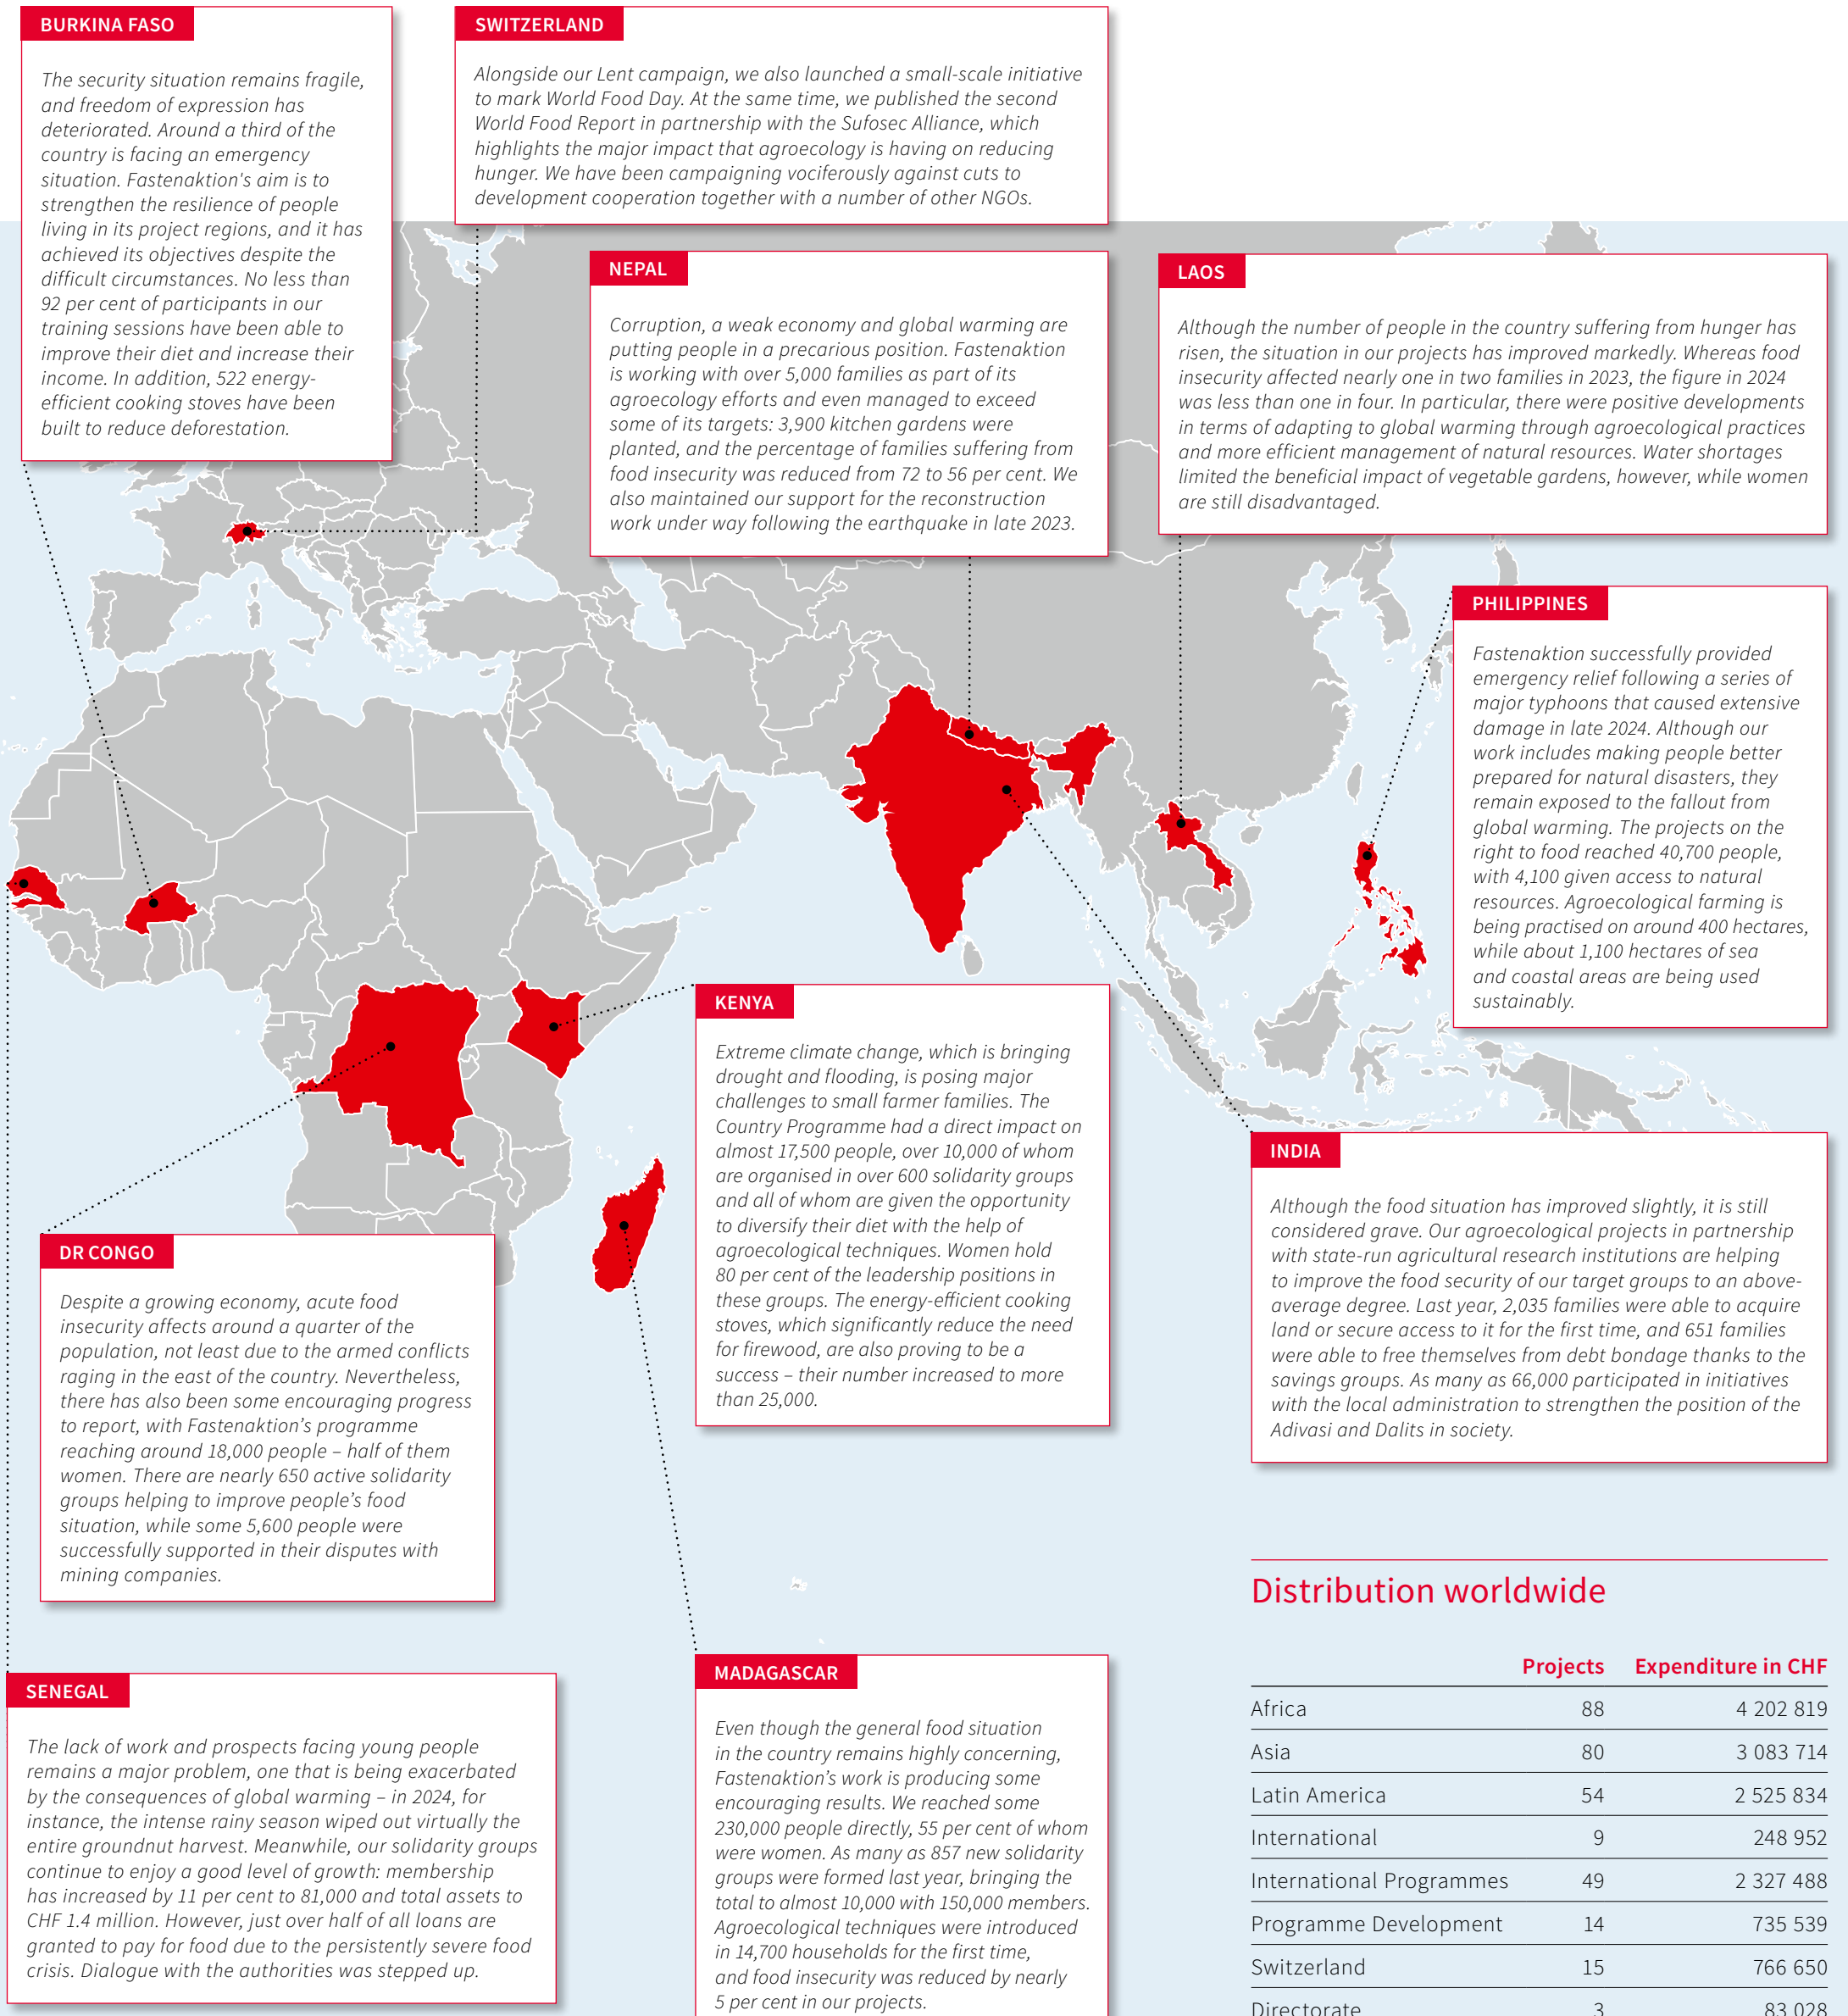 BURKINA FASO
The security situation remains fragile,
and freedom of expression has
deteriorated. Around a third of the
country is facing an emergency
situation. Fastenaktion's aim is to
strengthen the resilience of people
living in its project regions, and it has
achieved its objectives despite the
difficult circumstances. No less than
92 per cent of participants in our
training sessions have been able to
improve their diet and increase their
income. In addition, 522 energy-
efficient cooking stoves have been
built to reduce deforestation.
SWITZERLAND
Alongside our Lent campaign, we also launched a small-scale initiative
to mark World Food Day. At the same time, we published the second
World Food Report in partnership with the Sufosec Alliance, which
highlights the major impact that agroecology is having on reducing
hunger. We have been campaigning vociferously against cuts to
development cooperation together with a number of other NGOs.
NEPAL
Corruption, a weak economy and global warming are
putting people in a precarious position. Fastenaktion
is working with over 5,000 families as part of its
agroecology efforts and even managed to exceed
some of its targets: 3,900 kitchen gardens were
planted, and the percentage of families suffering from
food insecurity was reduced from 72 to 56 per cent. We
also maintained our support for the reconstruction
work under way following the earthquake in late 2023.
LAOS
Although the number of people in the country suffering from hunger has
risen, the situation in our projects has improved markedly. Whereas food
insecurity affected nearly one in two families in 2023, the figure in 2024
was less than one in four. In particular, there were positive developments
in terms of adapting to global warming through agroecological practices
and more efficient management of natural resources. Water shortages
limited the beneficial impact of vegetable gardens, however, while women
are still disadvantaged.
PHILIPPINES
Fastenaktion successfully provided
emergency relief following a series of
major typhoons that caused extensive
damage in late 2024. Although our
work includes making people better
prepared for natural disasters, they
remain exposed to the fallout from
global warming. The projects on the
right to food reached 40,700 people,
with 4,100 given access to natural
resources. Agroecological farming is
being practised on around 400 hectares,
while about 1,100 hectares of sea
and coastal areas are being used
sustainably.
KENYA
Extreme climate change, which is bringing
drought and flooding, is posing major
challenges to small farmer families. The
Country Programme had a direct impact on
almost 17,500 people, over 10,000 of whom
are organised in over 600 solidarity groups
and all of whom are given the opportunity
to diversify their diet with the help of
agroecological techniques. Women hold
80 per cent of the leadership positions in
these groups. The energy-efficient cooking
stoves, which significantly reduce the need
for firewood, are also proving to be a
success – their number increased to more
than 25,000.
INDIA
Although the food situation has improved slightly, it is still
considered grave. Our agroecological projects in partnership
with state-run agricultural research institutions are helping
to improve the food security of our target groups to an above-
average degree. Last year, 2,035 families were able to acquire
land or secure access to it for the first time, and 651 families
were able to free themselves from debt bondage thanks to the
savings groups. As many as 66,000 participated in initiatives
with the local administration to strengthen the position of the
Adivasi and Dalits in society.
DR CONGO
Despite a growing economy, acute food
insecurity affects around a quarter of the
population, not least due to the armed conflicts
raging in the east of the country. Nevertheless,
there has also been some encouraging progress
to report, with Fastenaktion’s programme
reaching around 18,000 people – half of them
women. There are nearly 650 active solidarity
groups helping to improve people’s food
situation, while some 5,600 people were
successfully supported in their disputes with
mining companies.
SENEGAL
The lack of work and prospects facing young people
remains a major problem, one that is being exacerbated
by the consequences of global warming – in 2024, for
instance, the intense rainy season wiped out virtually the
entire groundnut harvest. Meanwhile, our solidarity groups
continue to enjoy a good level of growth: membership
has increased by 11 per cent to 81,000 and total assets to
CHF 1.4 million. However, just over half of all loans are
granted to pay for food due to the persistently severe food
crisis. Dialogue with the authorities was stepped up.
MADAGASCAR
Even though the general food situation
in the country remains highly concerning,
Fastenaktion’s work is producing some
encouraging results. We reached some
230,000 people directly, 55 per cent of whom
were women. As many as 857 new solidarity
groups were formed last year, bringing the
total to almost 10,000 with 150,000 members.
Agroecological techniques were introduced
in 14,700 households for the first time,
and food insecurity was reduced by nearly
5 per cent in our projects.
Distribution worldwide
Projects Expenditure in CHF
Africa 88 4 202 819
Asia 80 3 083 714
Latin America 54 2 525 834
International 9 248 952
International Programmes 49 2 327 488
Programme Development 14 735 539
Switzerland 15 766 650
Directorate 3 83 028